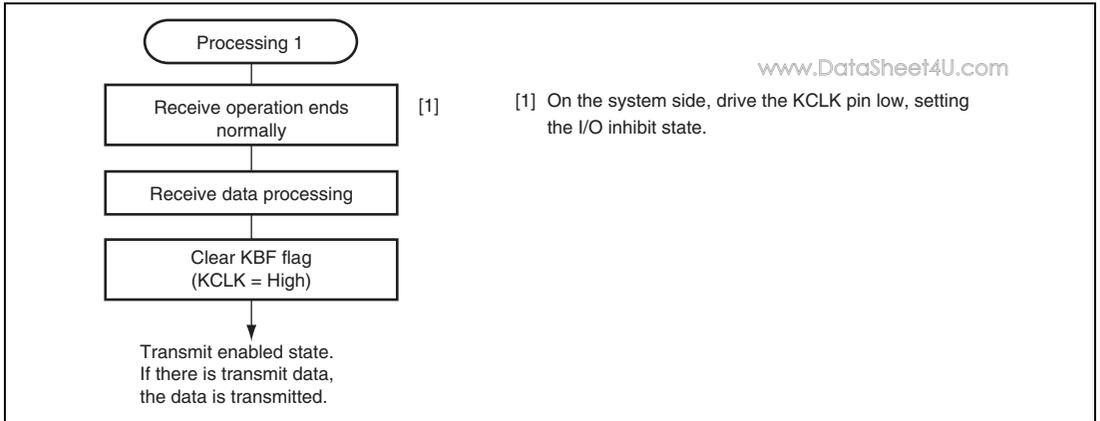 Processing 1
www.DataSheet4U.com
Receive operation ends
normally
[1]
[1] On the system side, drive the KCLK pin low, setting
the I/O inhibit state.
Receive data processing
Clear KBF flag
(KCLK = High)
Transmit enabled state.
If there is transmit data,
the data is transmitted.